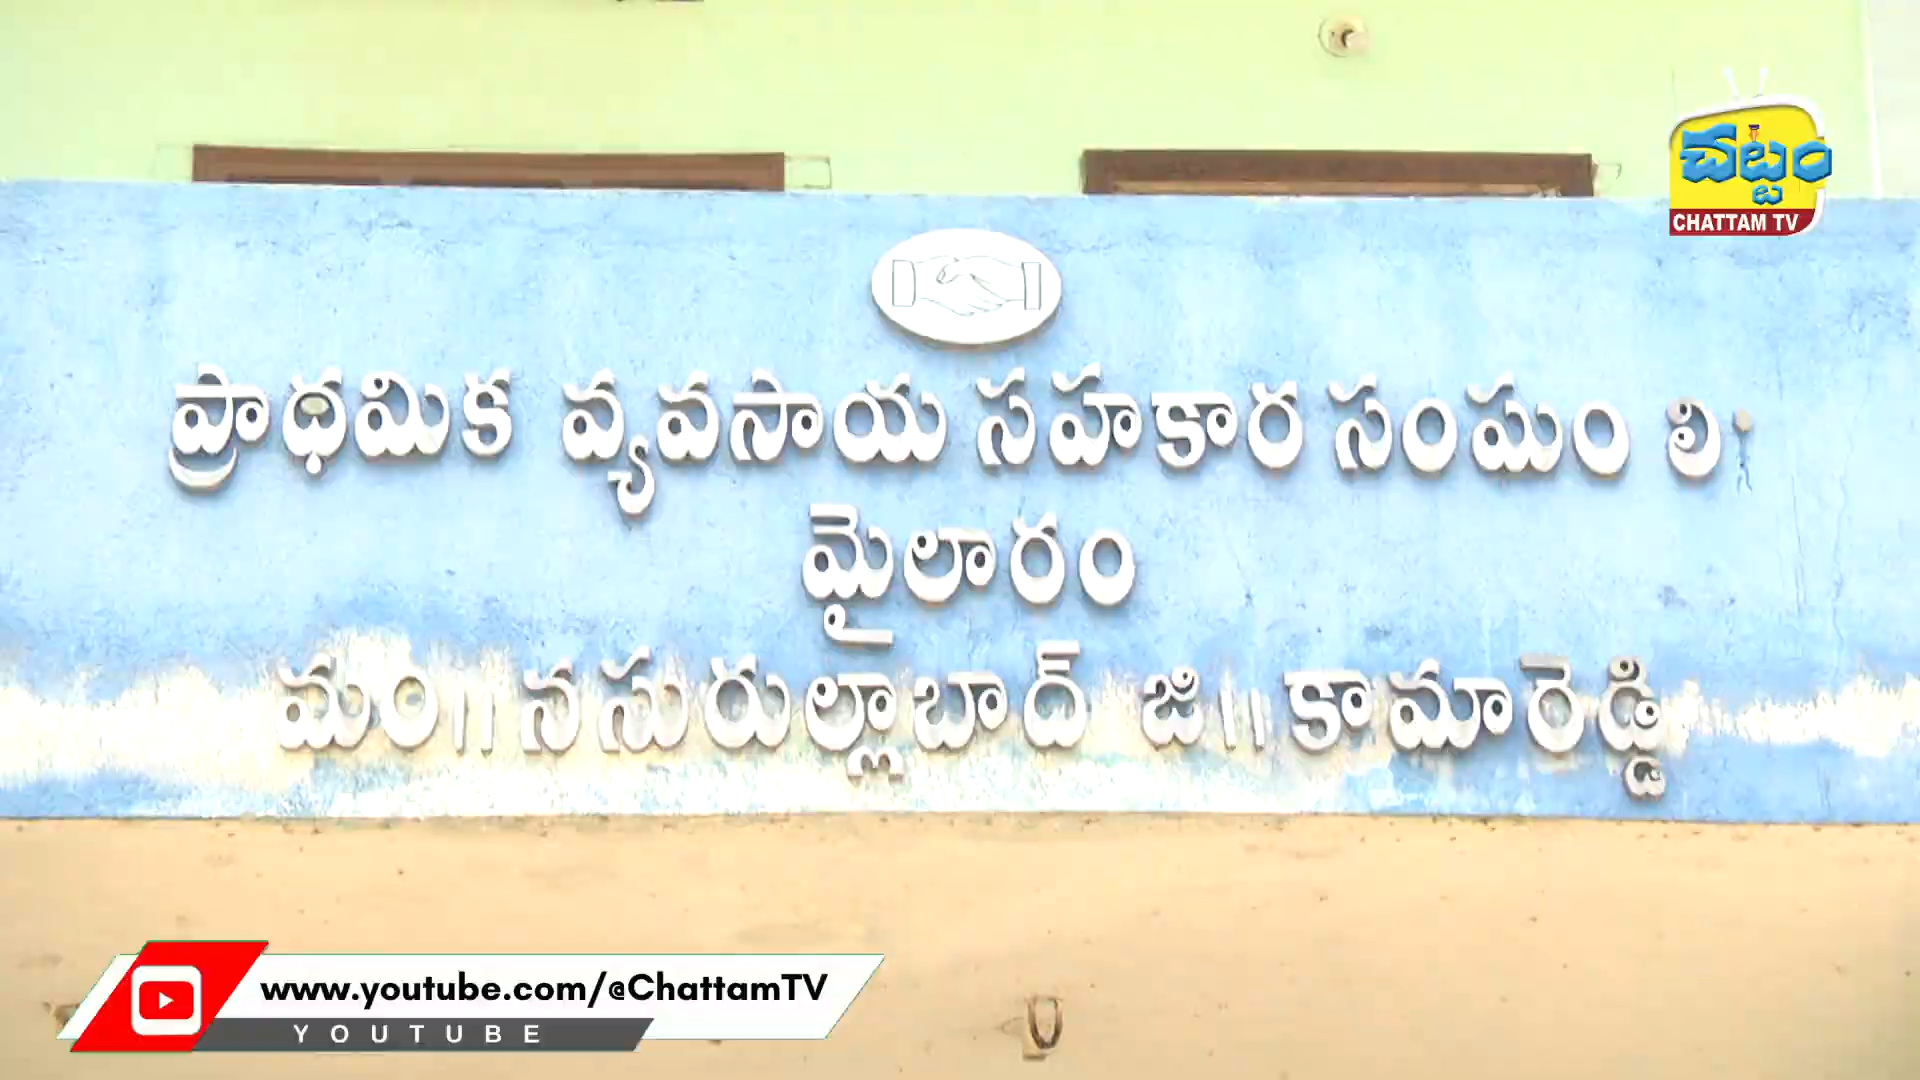 చట్టం
CHATTAM TV
ప్రాథమిక వ్యవసాయ సహకార సంఘం లి
మైలారం
మం|| నసురుల్లాబాద్ జి|| కామారెడ్డి
www.youtube.com/@ChattamTV
YOUTUBE